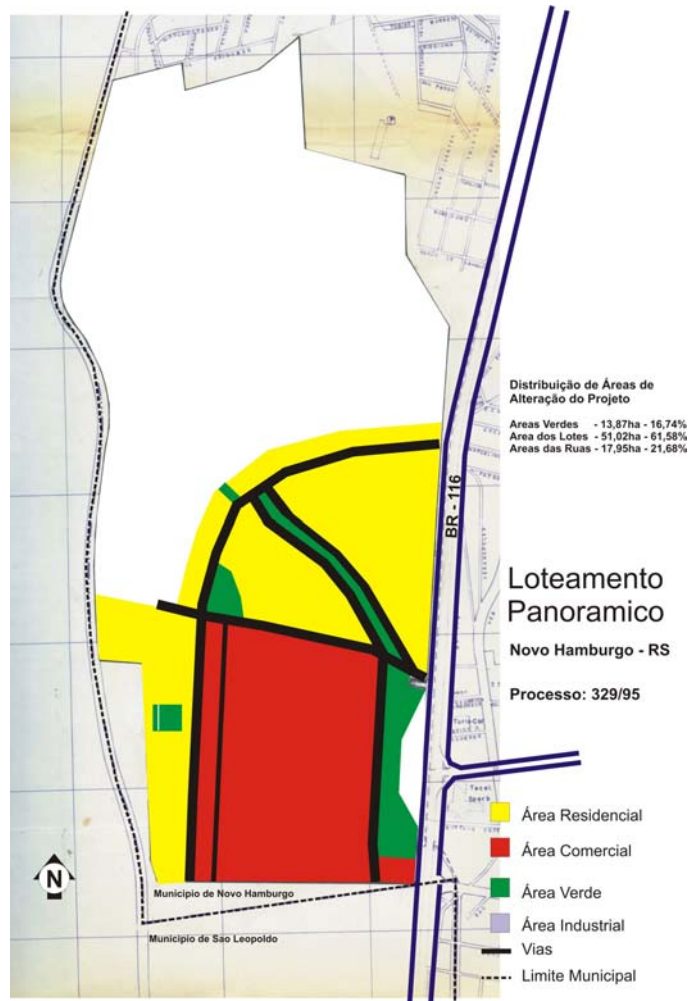 Distribuição de Áreas de
Alteração do Projeto
Areas Verdes - 13,87ha - 16,74%
Area dos Lotes - 51,02ha - 61,58%
Areas das Ruas - 17,95ha - 21,68%
BR - 116
Loteamento
Panoramico
Novo Hamburgo - RS
Processo: 329/95
Área Residencial
Área Comercial
Área Verde
Área Industrial
Vias
Limite Municipal
N
Municipio de Novo Hamburgo
Municipio de Sao Leopoldo